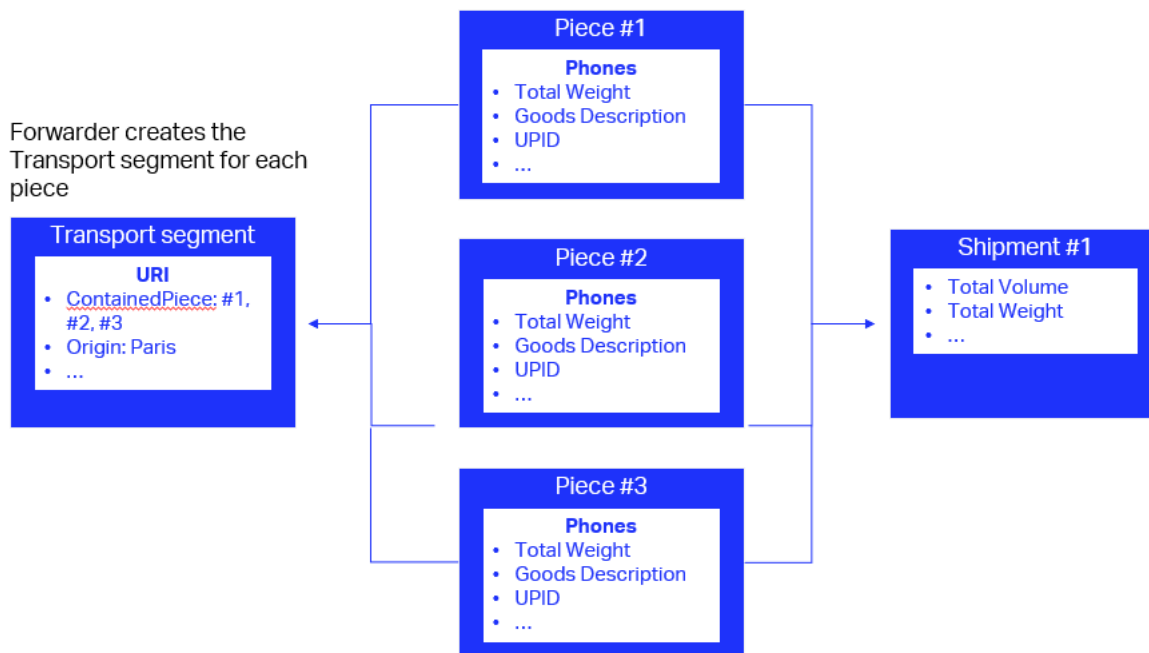 Forwarder creates the
Transport segment for each
piece
Transport segment
URI
• ContainedPiece: #1,
#2, #3
• Origin: Paris
• ...
Piece #1
Phones
• Total Weight
• Goods Description
• UPID
• ...
Piece #2
Phones
• Total Weight
• Goods Description
• UPID
• ...
Piece #3
Phones
• Total Weight
• Goods Description
• UPID
• ...
Shipment #1
• Total Volume
• Total Weight
• ...